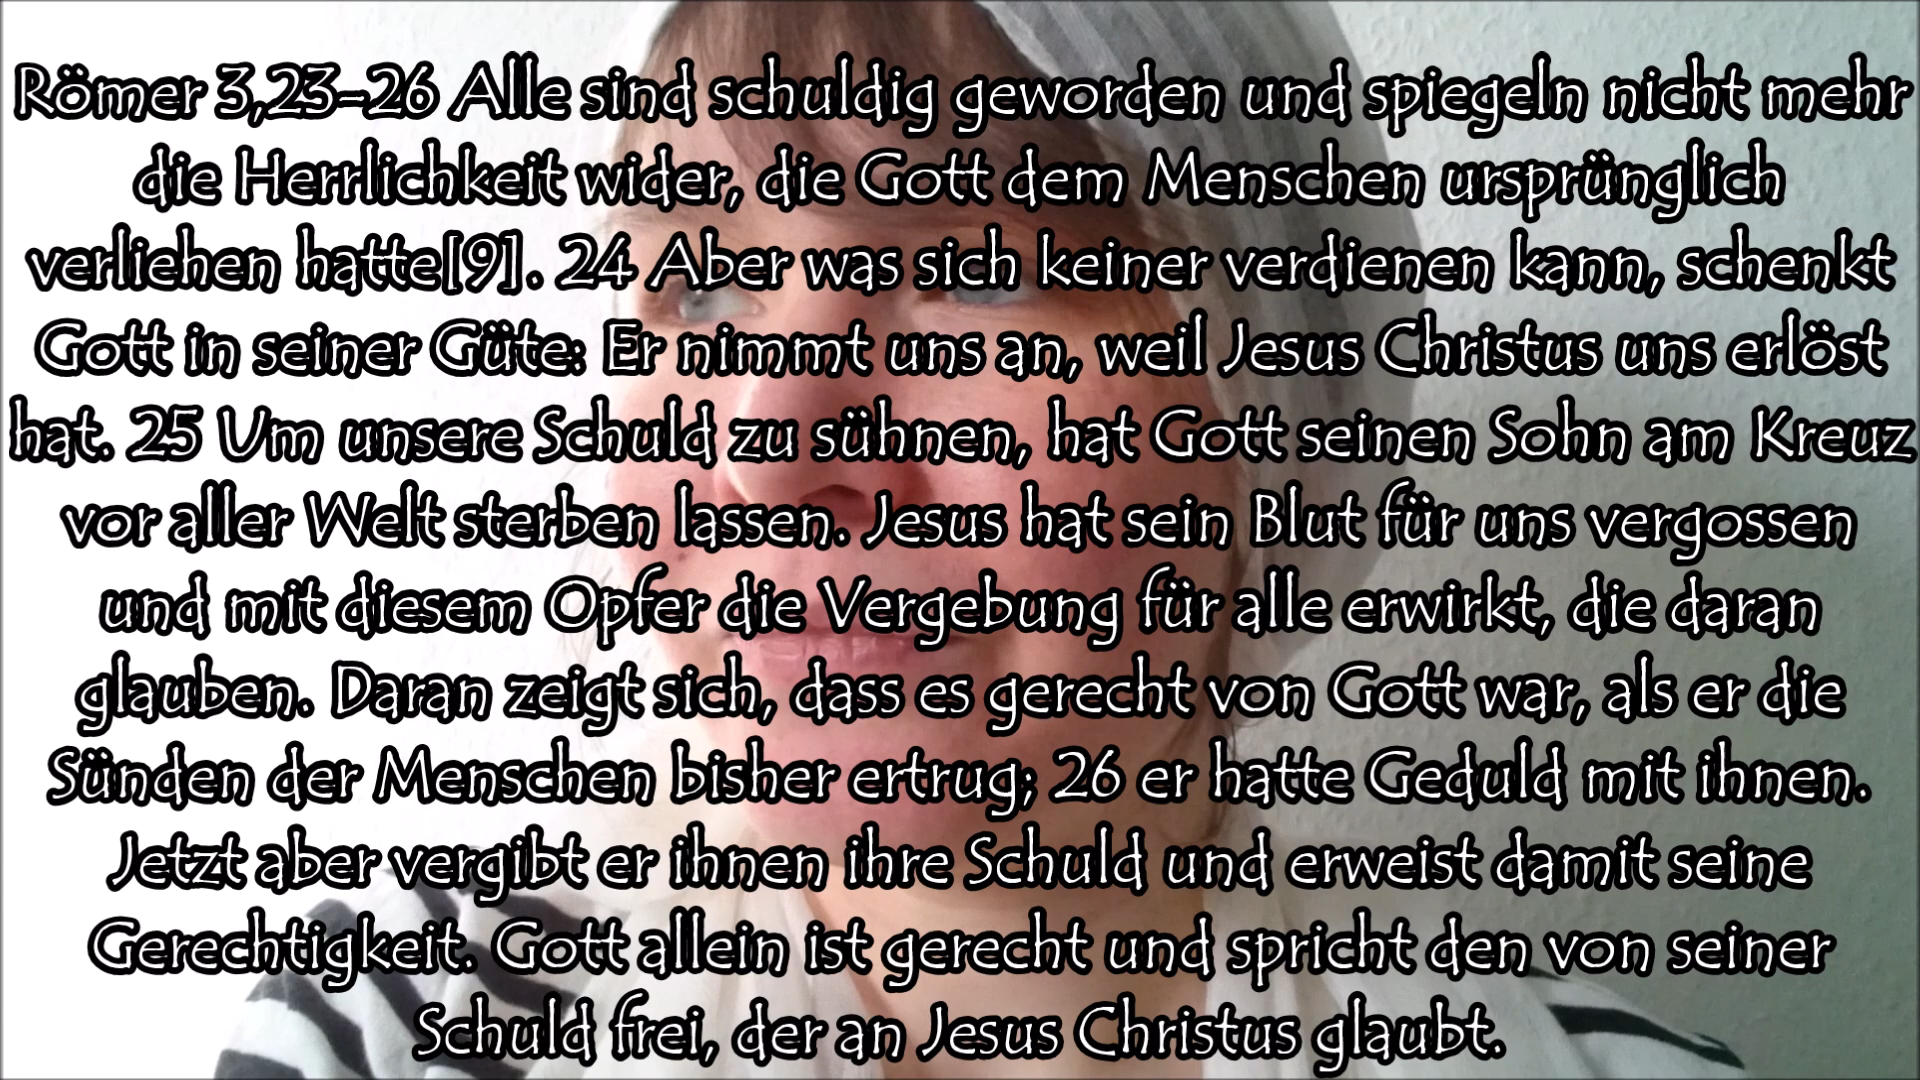 Römer 3,23-26 Alle sind schuldig geworden und spiegeln nicht mehr
die Herrlichkeit wider, die Gott dem Menschen ursprünglich
verliehen hatte[9]. 24 Aber was sich keiner verdienen kann, schenkt
Gott in seiner Güte: Er nimmt uns an, weil Jesus Christus uns erlöst
hat. 25 Um unsere Schuld zu sühnen, hat Gott seinen Sohn am Kreuz
vor aller Welt sterben lassen. Jesus hat sein Blut für uns vergossen
und mit diesem Opfer die Vergebung für alle erwirkt, die daran
glauben. Daran zeigt sich, dass es gerecht von Gott war, als er die
Sünden der Menschen bisher ertrug; 26 er hatte Geduld mit ihnen.
Jetzt aber vergibt er ihnen ihre Schuld und erweist damit seine
Gerechtigkeit. Gott allein ist gerecht und spricht den von seiner
Schuld frei, der an Jesus Christus glaubt.